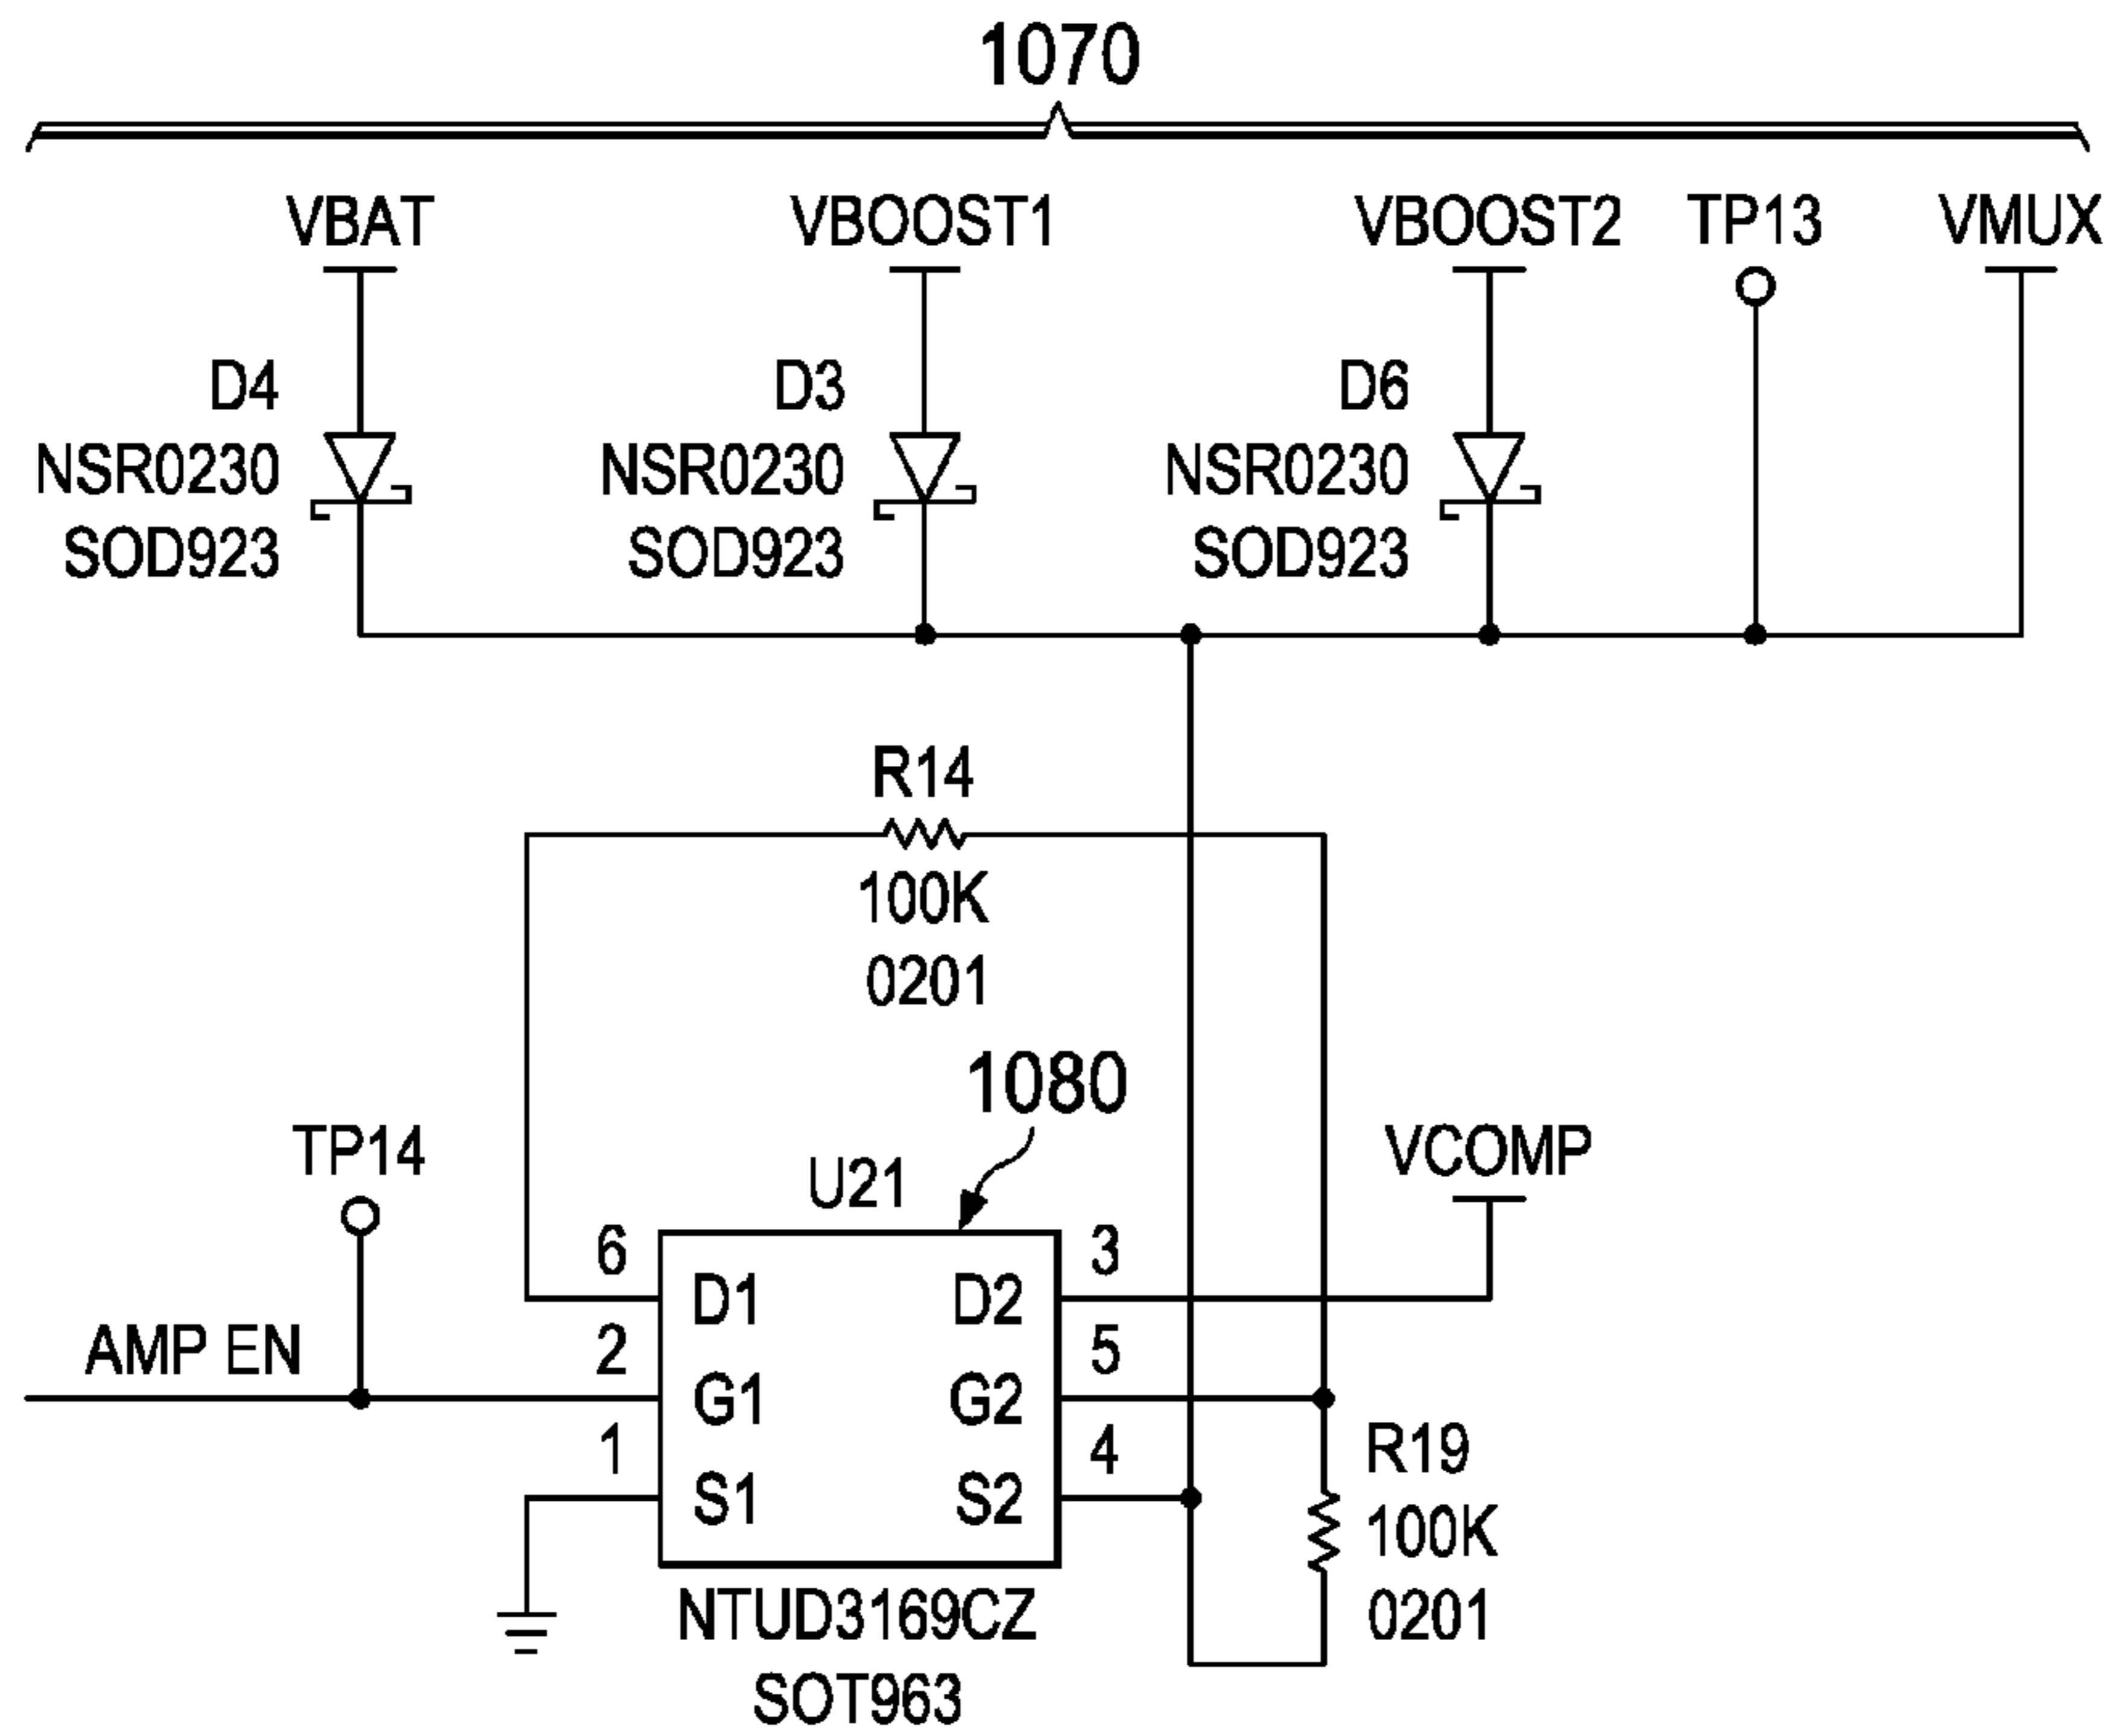 1070
VBAT
VBOOST1
VBOOST2
TP13
VMUX
D4
NSR0230
SOD923
D3
NSR0230
SOD923
D6
NSR0230
SOD923
R14
100K
0201
1080
TP14
U21
VCOMP
6
D1
D2
3
AMP EN
2
G1
G2
5
1
S1
S2
4
R19
100K
0201
NTUD3169CZ
SOT963